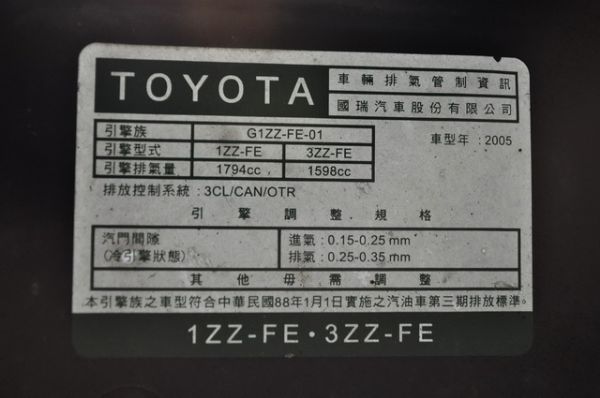 TOYOTA
車輛排氣管制資訊
國瑞汽車股份有限公司
引擎族 G1ZZ-FE-01
車型年：2005
引擎型式 1ZZ-FE 3ZZ-FE
引擎排氣量 1794cc 1598cc
排放控制系統：3CL/CAN/OTR
引擎調整規格
汽門間隙 進氣：0.15-0.25 mm
(冷引擎狀態) 排氣：0.25-0.35 mm
其他毋需調整
本引擎族之車型符合中華民國88年1月1日實施之汽油車第三期排放標準。
1ZZ-FE・3ZZ-FE